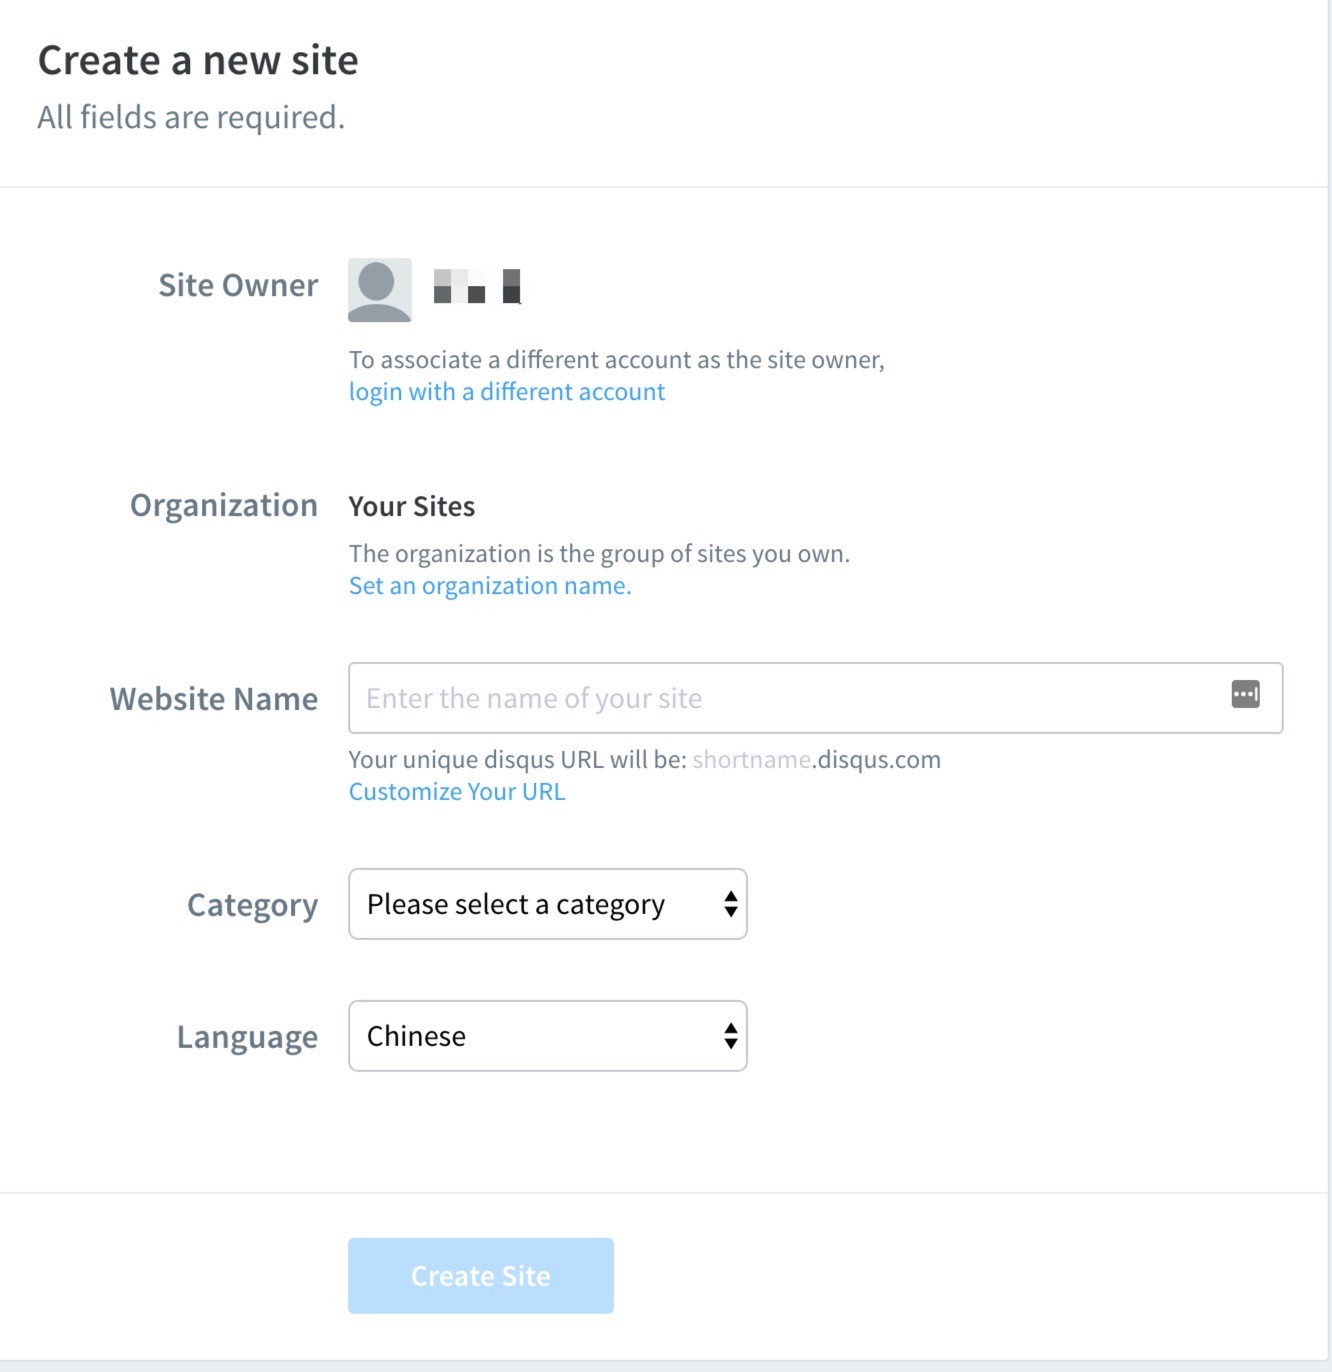 Create a new site
All fields are required.
Site Owner
To associate a different account as the site owner,
login with a different account
Organization
Your Sites
The organization is the group of sites you own.
Set an organization name.
Website Name
Enter the name of your site
Your unique disqus URL will be: shortname.disqus.com
Customize Your URL
Category
Please select a category
Language
Chinese
Create Site